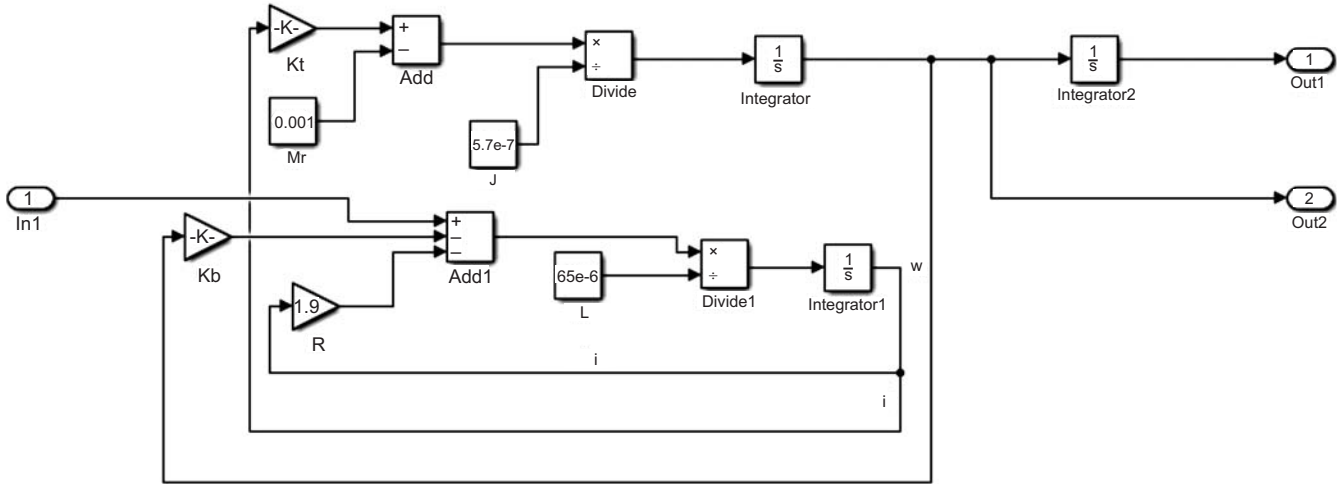 -K-
Kt
+
−
Add
0.001
Mr
×
÷
Divide
5.7e-7
J
1
s
Integrator
1
s
Integrator2
1
Out1
2
Out2
1
In1
-K-
Kb
+
−
−
Add1
1.9
R
65e-6
L
×
÷
Divide1
1
s
Integrator1
w
i
i